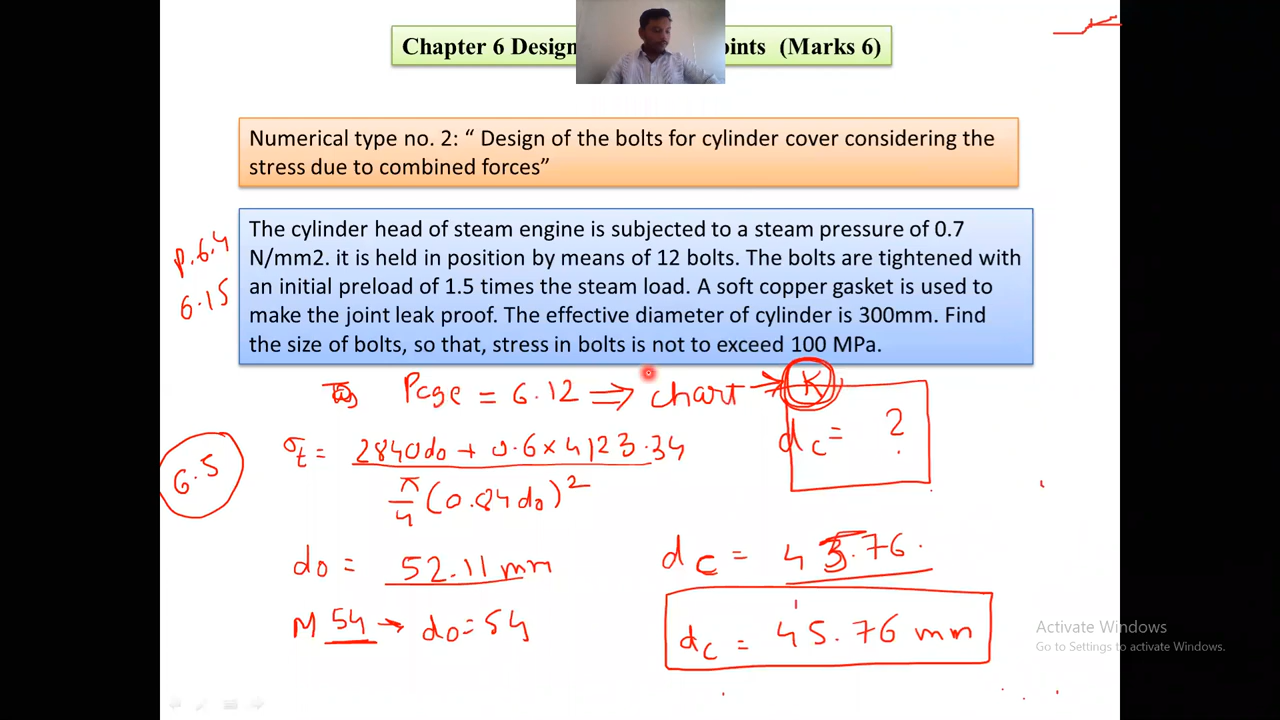 Chapter 6 Design oints (Marks 6)
Numerical type no. 2: “ Design of the bolts for cylinder cover considering the
stress due to combined forces”
The cylinder head of steam engine is subjected to a steam pressure of 0.7
N/mm2. it is held in position by means of 12 bolts. The bolts are tightened with
an initial preload of 1.5 times the steam load. A soft copper gasket is used to
make the joint leak proof. The effective diameter of cylinder is 300mm. Find
the size of bolts, so that, stress in bolts is not to exceed 100 MPa.
P.6.4
6.15
Page = 6.12 ⇒ chart → K
dc = ?
6.5
σt = 2840do + 0.6 × 4123.34
π/4 (0.84do)²
do = 52.11 mm
dc = 45.76
M 54 → do = 54
dc = 45.76 mm
Activate Windows
Go to Settings to activate Windows.